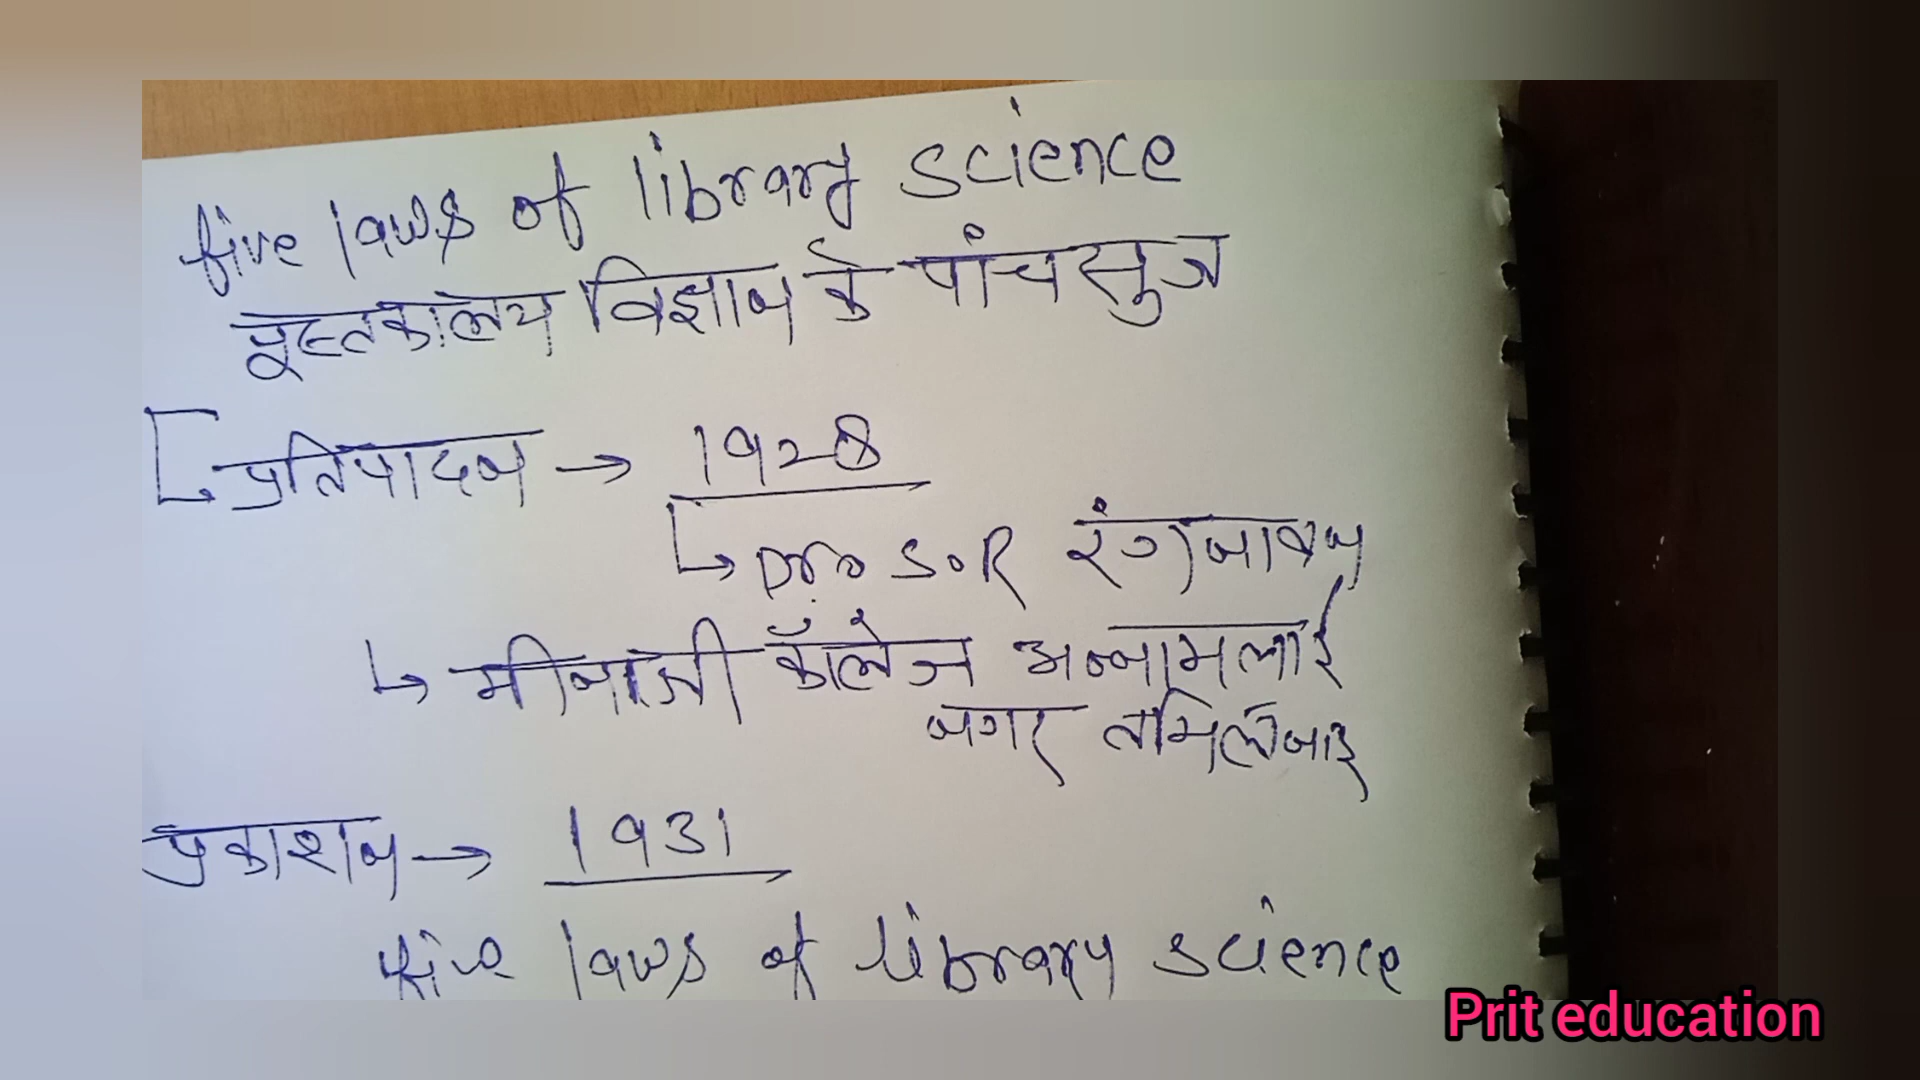 five laws of library science
पूस्तकालय विज्ञान के पांच सुत्र
प्रतिपादन → 1928
↳ Dr. S.R रंगनाथन
↳ मीनाजी कॉलेज अन्नामलाई
नगर तमिलनाडु
प्रकाशन → 1931
five laws of library science
Prit education